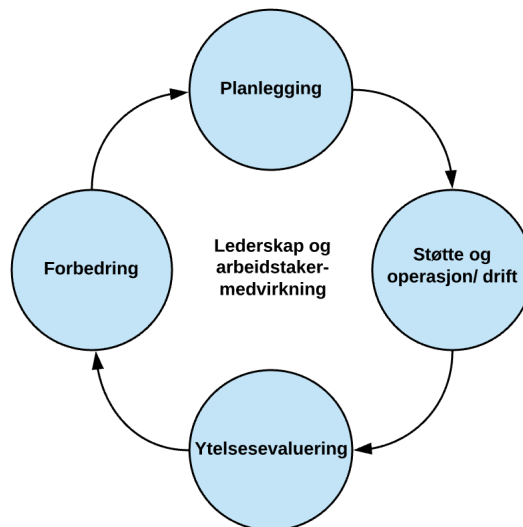 Planlegging
Lederskap og
arbeidstaker-
medvirkning
Støtte og
operasjon/ drift
Forbedring
Ytelsesevaluering